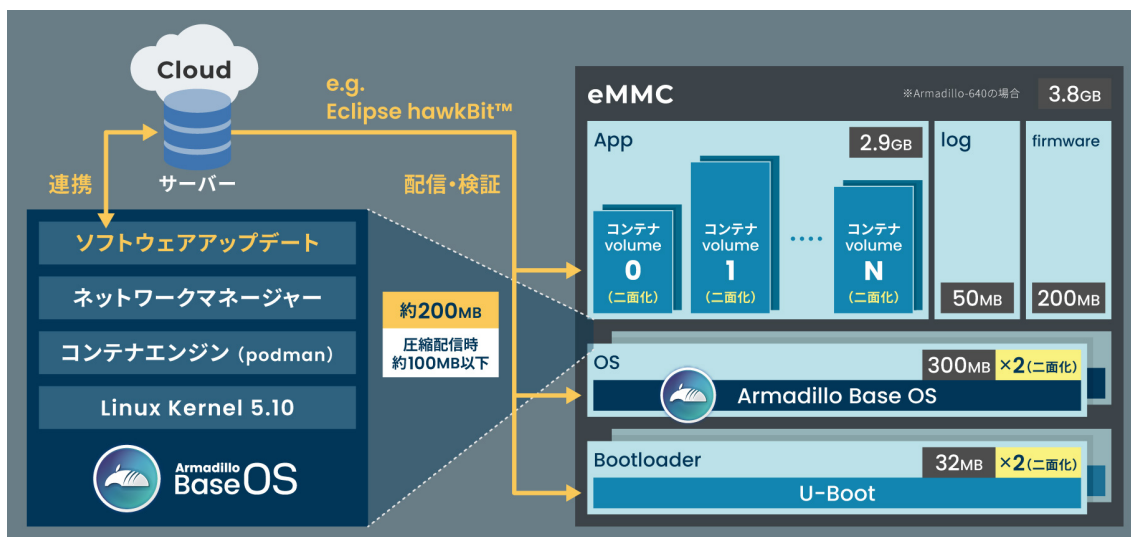 Cloud
サーバー
e.g.
Eclipse hawkBit™
連携
配信・検証
ソフトウェアアップデート
ネットワークマネージャー
コンテナエンジン (podman)
Linux Kernel 5.10
Armadillo
Base OS
約200MB
圧縮配信時
約100MB以下
eMMC
※Armadillo-640の場合
3.8GB
App
2.9GB
コンテナ
volume
0
(二面化)
コンテナ
volume
1
(二面化)
....
コンテナ
volume
N
(二面化)
log
50MB
firmware
200MB
OS
300MB ×2(二面化)
Armadillo Base OS
Bootloader
32MB ×2(二面化)
U-Boot